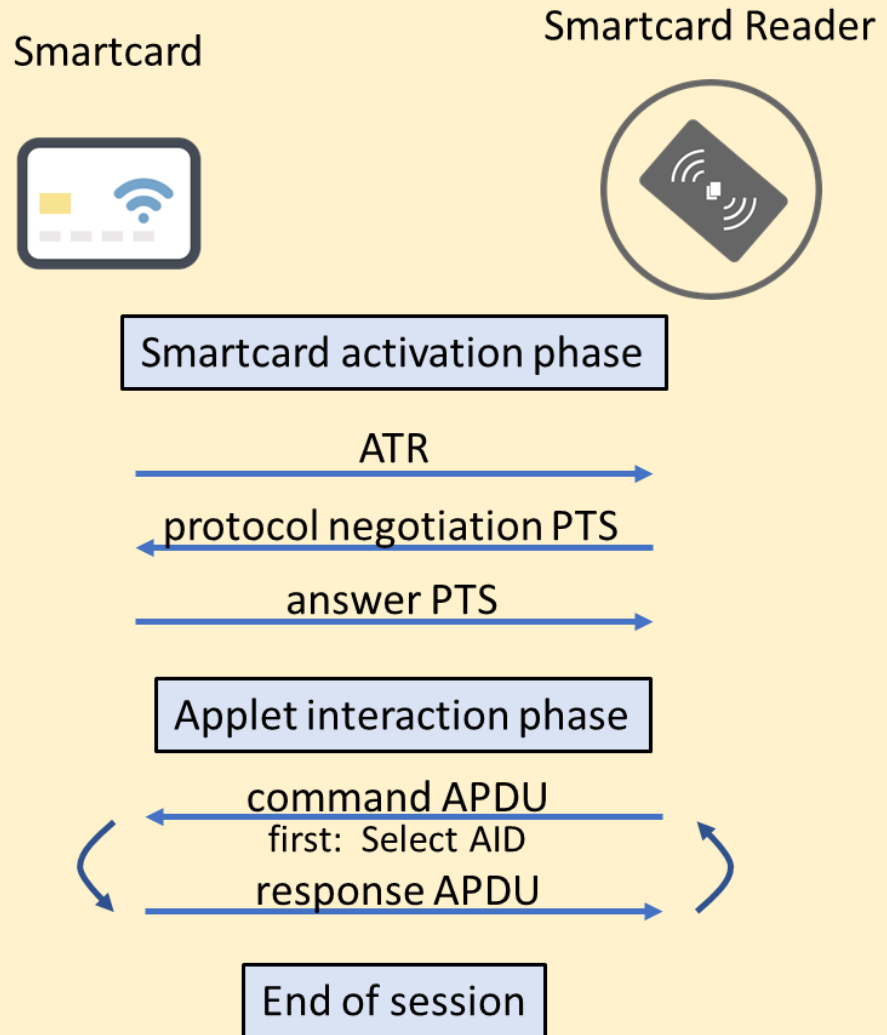 Smartcard
Smartcard Reader
Smartcard activation phase
ATR
protocol negotiation PTS
answer PTS
Applet interaction phase
command APDU
first: Select AID
response APDU
End of session